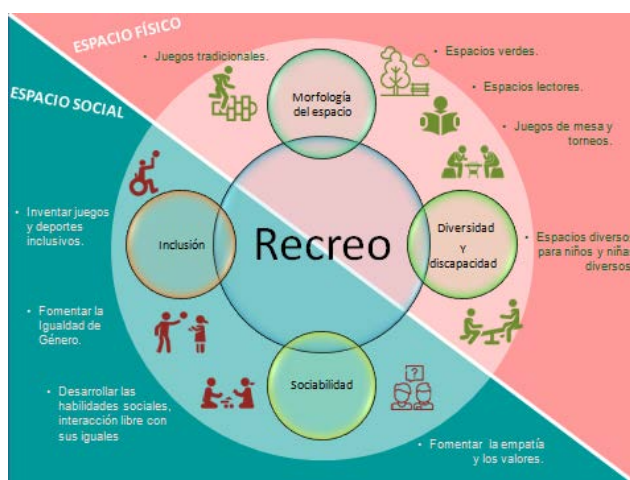 ESPACIO FÍSICO
ESPACIO SOCIAL
• Juegos tradicionales.
Morfología
del espacio
• Espacios verdes.
• Espacios lectores.
• Juegos de mesa y
torneos.
Diversidad
Y
discapacidad
• Espacios diverso
para niños y niña
diversos
Recreo
Inclusión
• Inventar juegos
y deportes
inclusivos.
• Fomentar la
Igualdad de
Género.
• Desarrollar las
habilidades sociales,
interacción libre con
sus iguales
Sociabilidad
?
• Fomentar la empatía
y los valores.